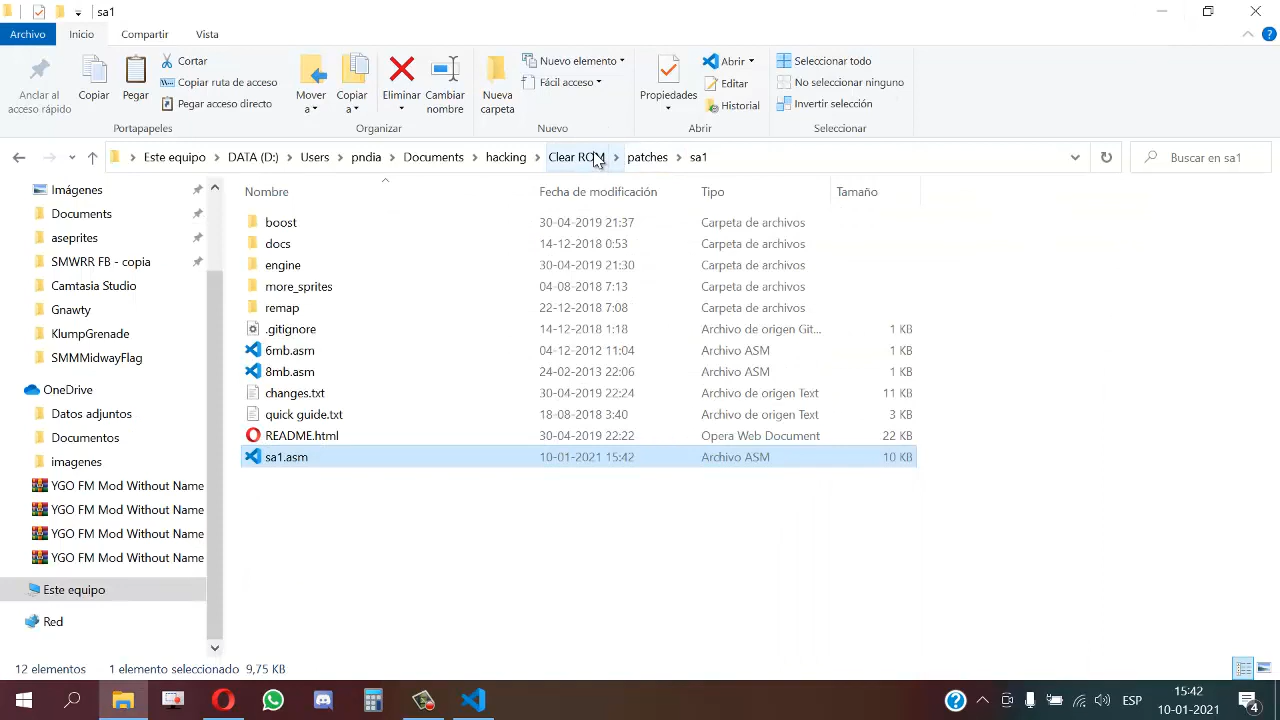 sa1
Archivo
Inicio
Compartir
Vista
Anclar al acceso rápido
Copiar
Pegar
Cortar
Copiar ruta de acceso
Pegar acceso directo
Portapapeles
Mover a
Copiar a
Eliminar
Cambiar nombre
Organizar
Nueva carpeta
Nuevo elemento
Fácil acceso
Nuevo
Propiedades
Abrir
Editar
Historial
Abrir
Seleccionar todo
No seleccionar ninguno
Invertir selección
Seleccionar
Este equipo > DATA (D:) > Users > pndia > Documents > hacking > Clear ROM > patches > sa1
Buscar en sa1
Imágenes
Documents
aseprites
SMWRR FB - copia
Camtasia Studio
Gnawty
KlumpGrenade
SMMMidwayFlag
OneDrive
Datos adjuntos
Documentos
imagenes
YGO FM Mod Without Name
YGO FM Mod Without Name
YGO FM Mod Without Name
YGO FM Mod Without Name
Este equipo
Red
Nombre Fecha de modificación Tipo Tamaño
boost 30-04-2019 21:37 Carpeta de archivos
docs 14-12-2018 0:53 Carpeta de archivos
engine 30-04-2019 21:30 Carpeta de archivos
more_sprites 04-08-2018 7:13 Carpeta de archivos
remap 22-12-2018 7:08 Carpeta de archivos
.gitignore 14-12-2018 1:18 Archivo de origen Git... 1 KB
6mb.asm 04-12-2012 11:04 Archivo ASM 1 KB
8mb.asm 24-02-2013 22:06 Archivo ASM 1 KB
changes.txt 30-04-2019 22:24 Archivo de origen Text 11 KB
quick guide.txt 18-08-2018 3:40 Archivo de origen Text 3 KB
README.html 30-04-2019 22:22 Opera Web Document 22 KB
sa1.asm 10-01-2021 15:42 Archivo ASM 10 KB
12 elementos 1 elemento seleccionado 9,75 KB
ESP
15:42
10-01-2021
4